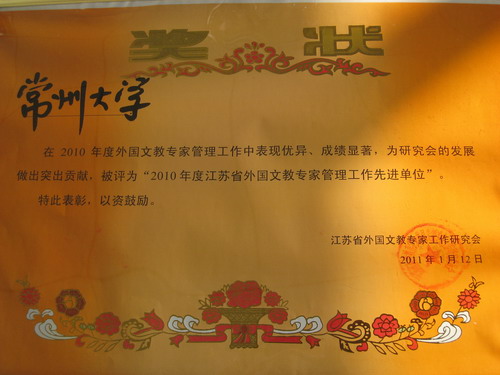 奖 状
常州大学
在 2010 年度外国文教专家管理工作中表现优异、成绩显著，为研究会的发展
做出突出贡献，被评为“2010 年度江苏省外国文教专家管理工作先进单位”。
特此表彰，以资鼓励。
江苏省外国文教专家工作研究会
2011 年 1 月 12 日